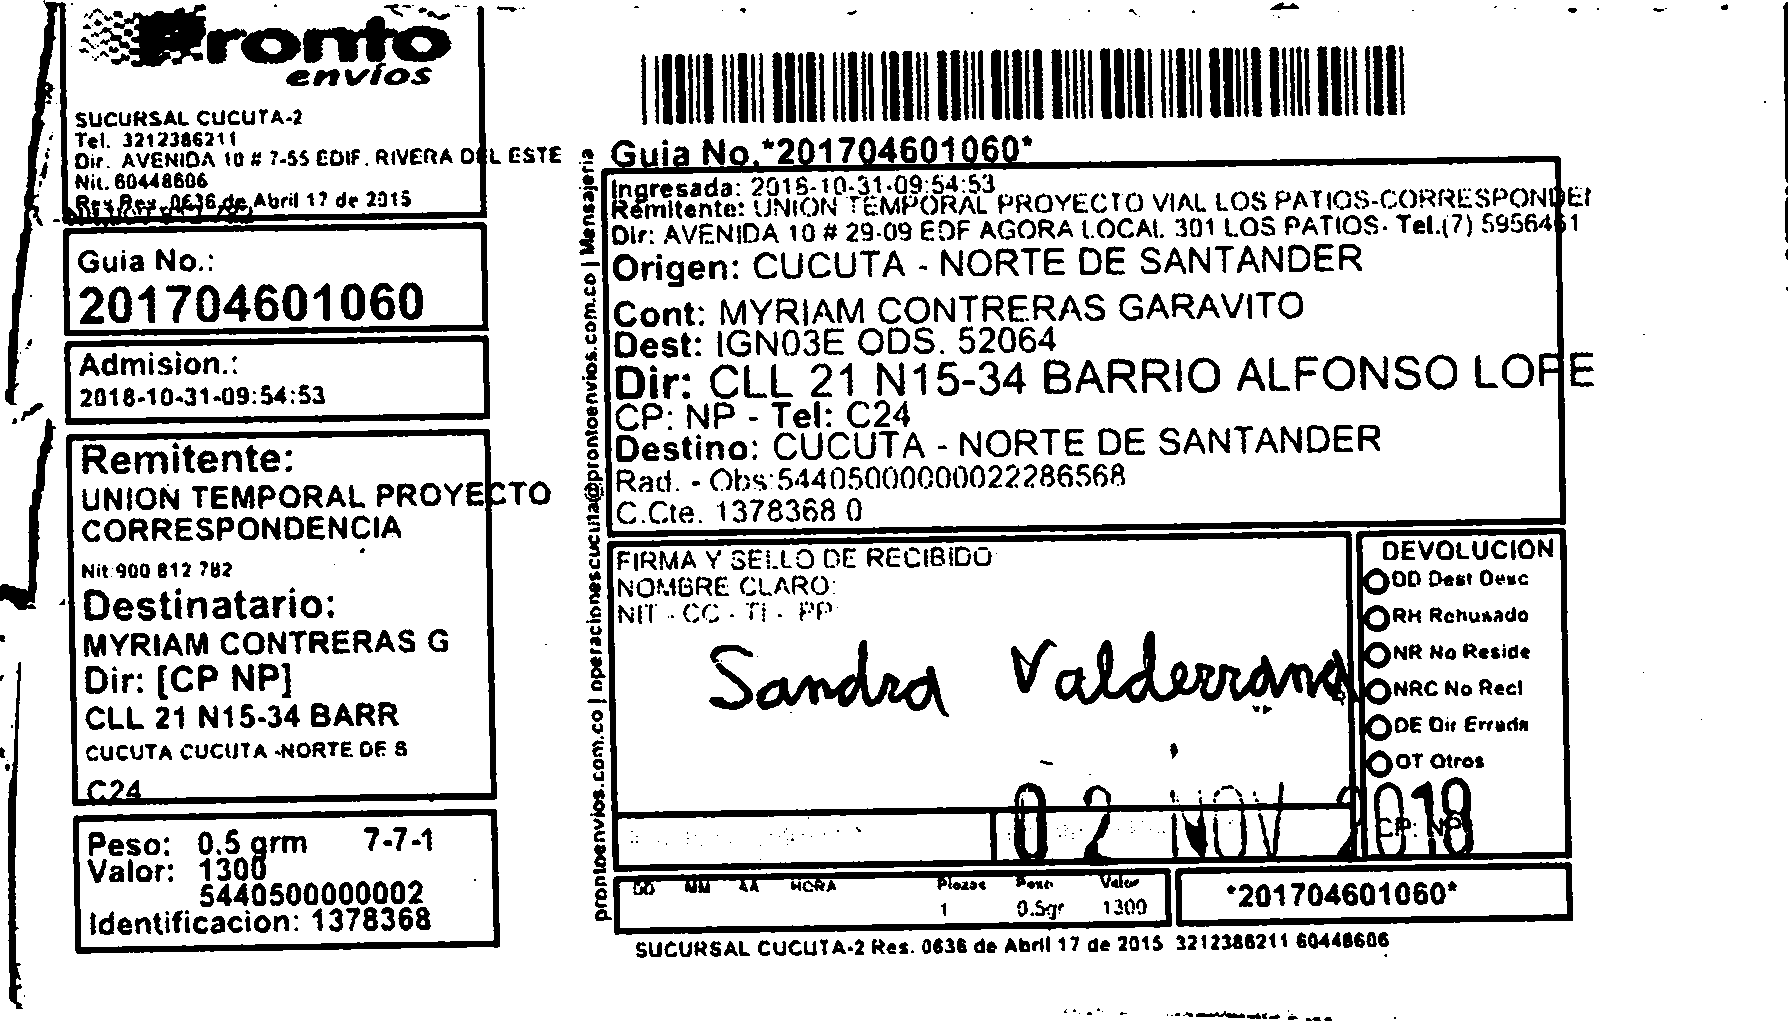 Pronto
envíos
SUCURSAL CUCUTA-2
Tel. 3212386211
Dir. AVENIDA 10 # 7-55 EDIF. RIVERA DEL ESTE
Nit. 60448606
Res Res. 0636 de Abril 17 de 2015
Guia No.:
201704601060
Admision.:
2018-10-31-09:54:53
Remitente:
UNION TEMPORAL PROYECTO
CORRESPONDENCIA
Nit 900 812 782
Destinatario:
MYRIAM CONTRERAS G
Dir: [CP NP]
CLL 21 N15-34 BARR
CUCUTA CUCUTA -NORTE DE S
C24
Peso: 0.5 grm 7-7-1
Valor: 1300
5440500000002
Identificacion: 1378368
prontoenvios.com.co | operacionescucuta@prontoenvios.com.co | Mensajeria
Guia No.*201704601060*
Ingresada: 2018-10-31-09:54:53
Remitente: UNION TEMPORAL PROYECTO VIAL LOS PATIOS-CORRESPONDEN
Dir: AVENIDA 10 # 29-09 EDF AGORA LOCAL 301 LOS PATIOS- Tel.(7) 5956461
Origen: CUCUTA - NORTE DE SANTANDER
Cont: MYRIAM CONTRERAS GARAVITO
Dest: IGN03E ODS. 52064
Dir: CLL 21 N15-34 BARRIO ALFONSO LOPE
CP: NP - Tel: C24
Destino: CUCUTA - NORTE DE SANTANDER
Rad. - Obs:54405000000022286568
C.Cte. 1378368 0
FIRMA Y SELLO DE RECIBIDO
NOMBRE CLARO:
NIT - CC - TI - PP
Sandra Valderrama
DEVOLUCION
DD Dest Desc
RH Rehusado
NR No Reside
NRC No Recl
DE Dir Errada
OT Otros
02 NOV 2018
CP: NP
DD MM AA HORA Piezas Peso Valor
1 0.5gr 1300
*201704601060*
SUCURSAL CUCUTA-2 Res. 0636 de Abril 17 de 2015 3212386211 60448606